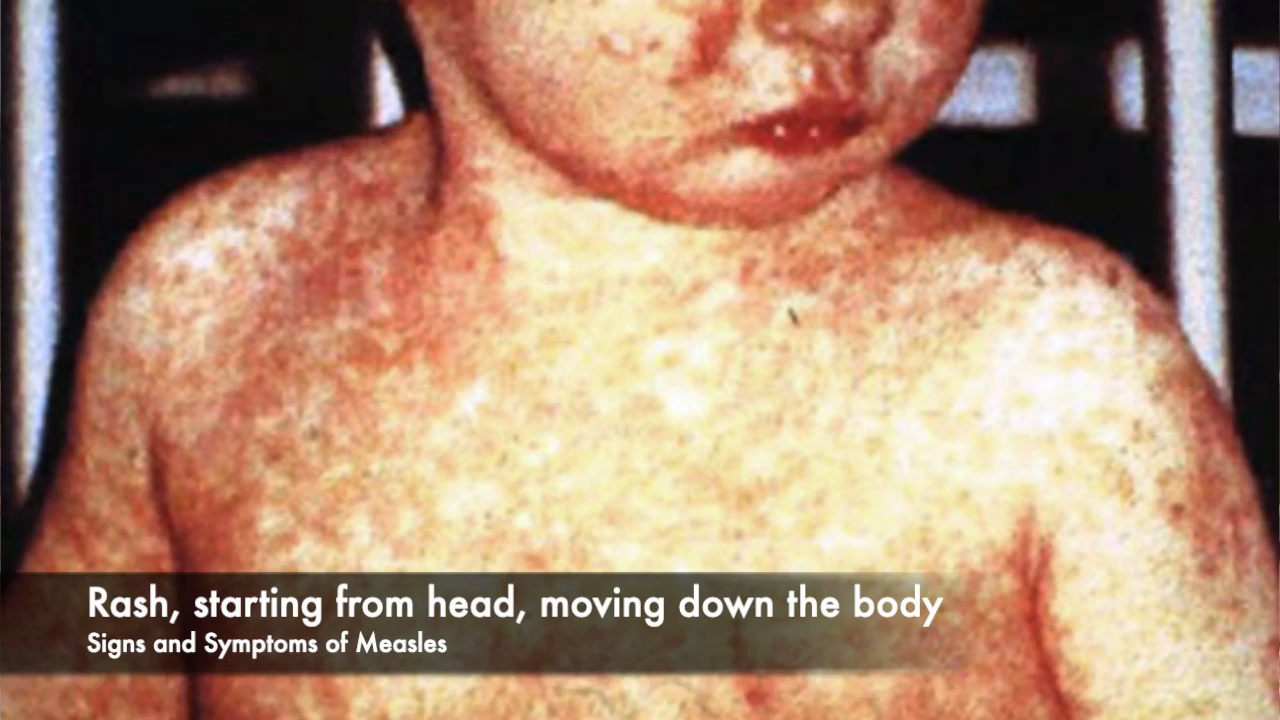 Rash, starting from head, moving down the body
Signs and Symptoms of Measles